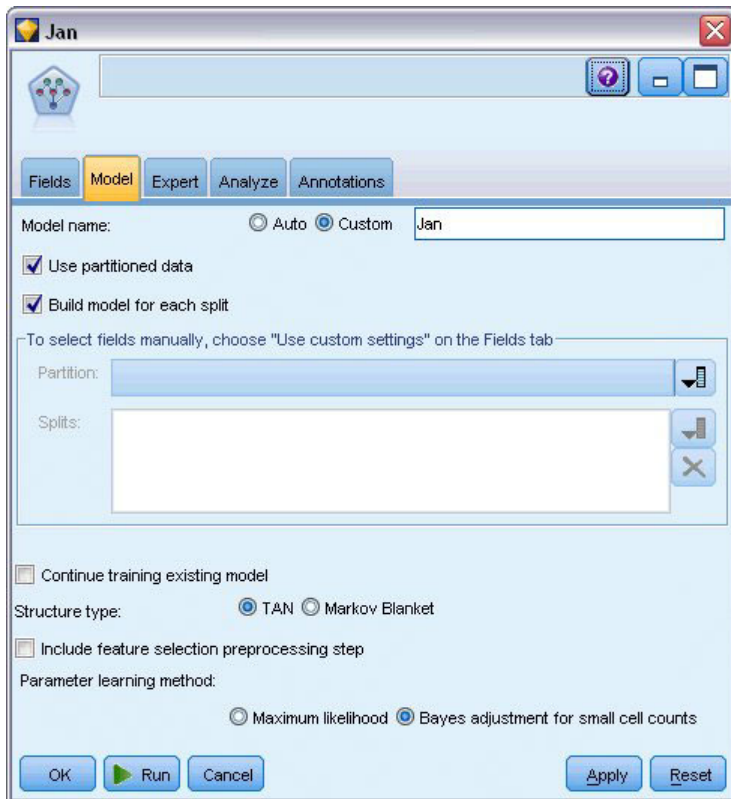 Jan
Fields Model Expert Analyze Annotations
Model name: Auto Custom Jan
Use partitioned data
Build model for each split
To select fields manually, choose "Use custom settings" on the Fields tab
Partition:
Splits:
Continue training existing model
Structure type: TAN Markov Blanket
Include feature selection preprocessing step
Parameter learning method:
Maximum likelihood Bayes adjustment for small cell counts
OK Run Cancel Apply Reset